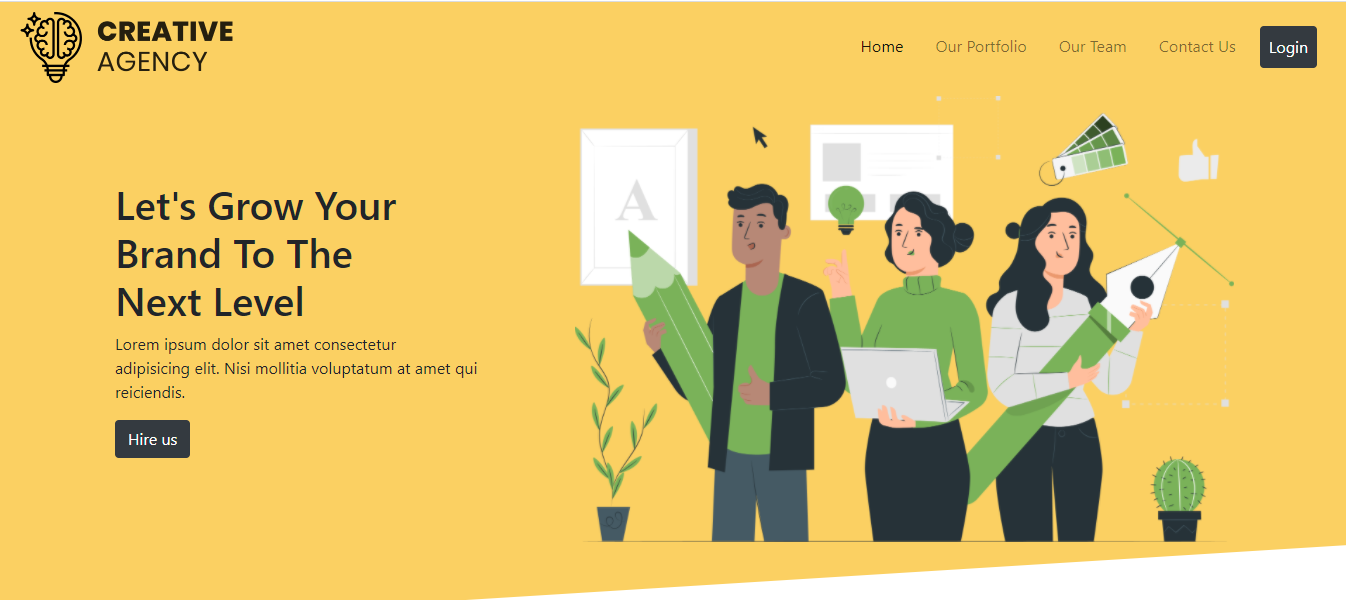 CREATIVE
AGENCY
Home Our Portfolio Our Team Contact Us Login
A
Let's Grow Your
Brand To The
Next Level
Lorem ipsum dolor sit amet consectetur
adipisicing elit. Nisi mollitia voluptatum at amet qui
reiciendis.
Hire us